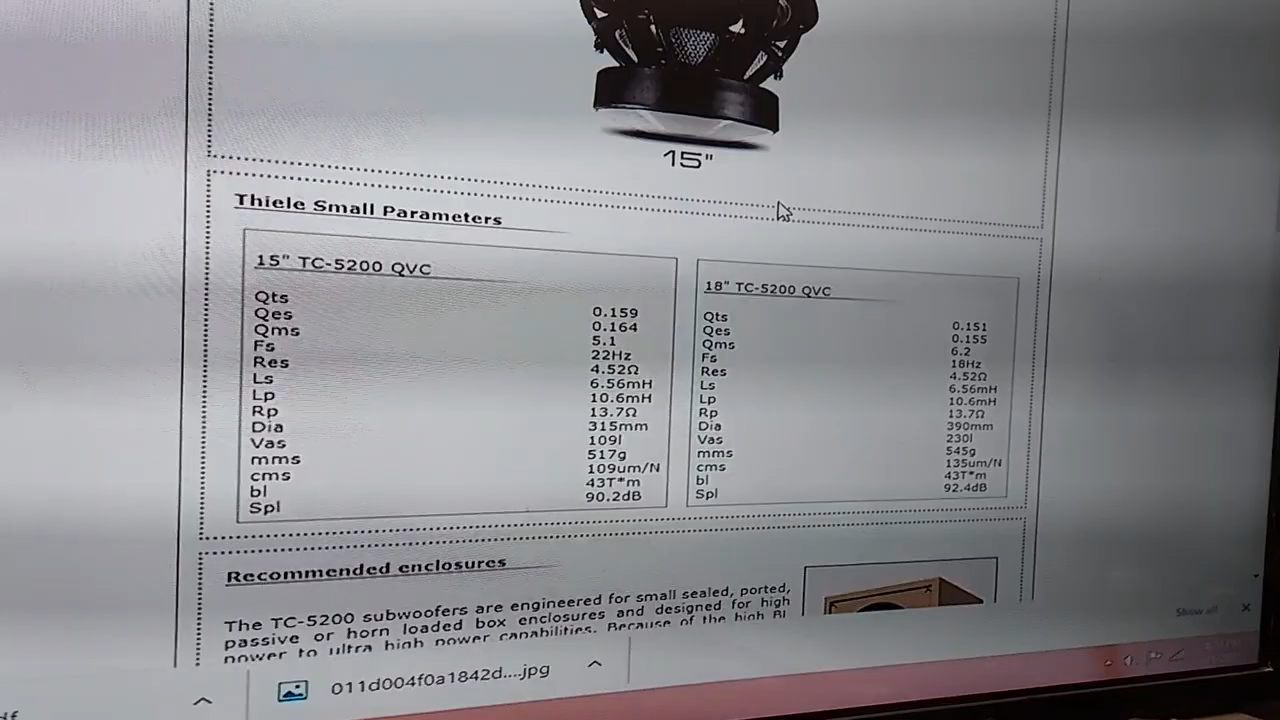 15"
Thiele Small Parameters
15" TC-5200 QVC
Qts 0.159
Qes 0.164
Qms 5.1
Fs 22Hz
Res 4.52Ω
Ls 6.56mH
Lp 10.6mH
Rp 13.7Ω
Dia 315mm
Vas 109l
mms 517g
cms 109um/N
bl 43T*m
Spl 90.2dB
18" TC-5200 QVC
Qts 0.151
Qes 0.155
Qms 6.2
Fs 18Hz
Res 4.52Ω
Ls 6.56mH
Lp 10.6mH
Rp 13.7Ω
Dia 390mm
Vas 230l
mms 545g
cms 135um/N
bl 43T*m
Spl 92.4dB
Recommended enclosures
The TC-5200 subwoofers are engineered for small sealed, ported,
passive or horn loaded box enclosures and designed for high
power to ultra high power capabilities. Because of the high BL
011d004f0a1842d....jpg
Show all